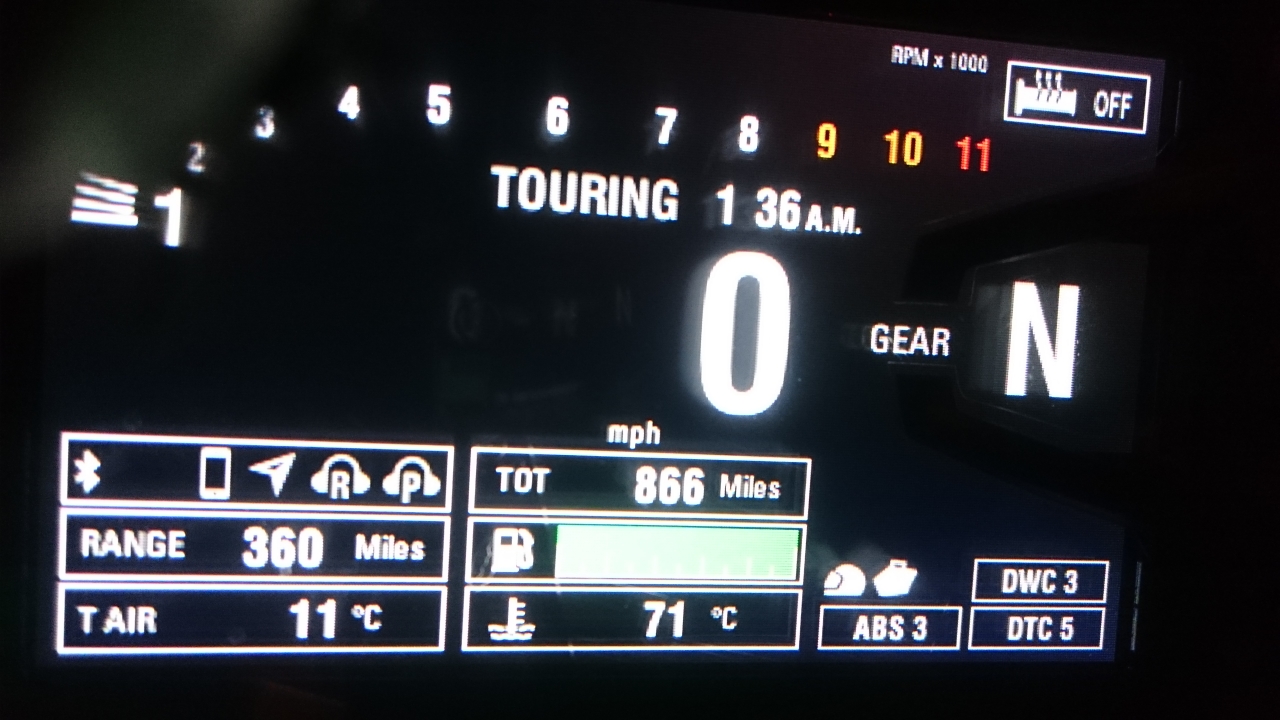 RPM x 1000
OFF
1 2 3 4 5 6 7 8 9 10 11
TOURING 1 36 A.M.
0
mph
GEAR N
R P
TOT 866 Miles
RANGE 360 Miles
T AIR 11 °C
71 °C
DWC 3
ABS 3
DTC 5